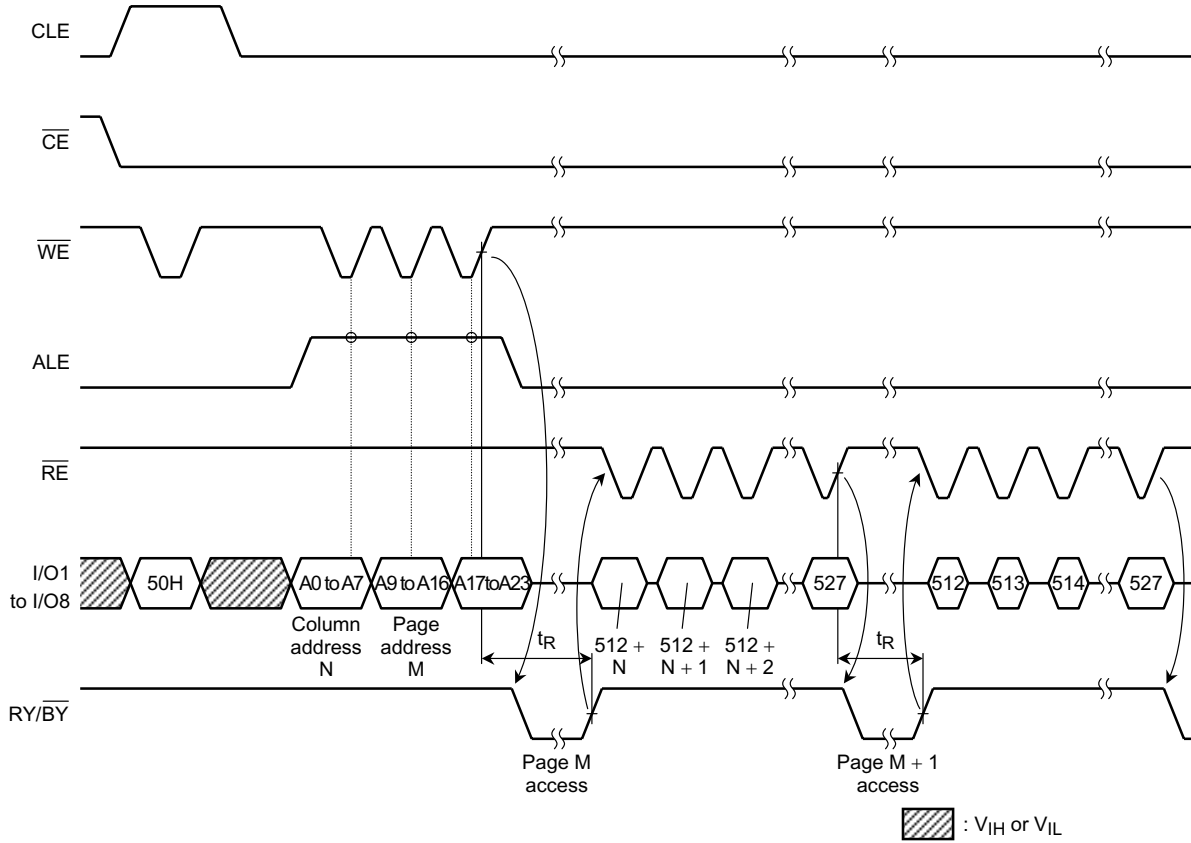 CLE
CE
WE
ALE
RE
I/O1
to I/O8
50H
A0 to A7
A9 to A16
A17 to A23
527
512
513
514
527
Column
address
N
Page
address
M
tR
512 +
N
512 +
N + 1
512 +
N + 2
tR
RY/BY
Page M
access
Page M + 1
access
: VIH or VIL